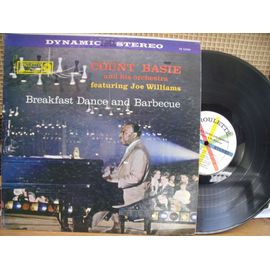 DYNAMIC STEREO
COUNT BASIE
and his orchestra
featuring Joe Williams
Breakfast Dance and Barbecue
ROULETTE